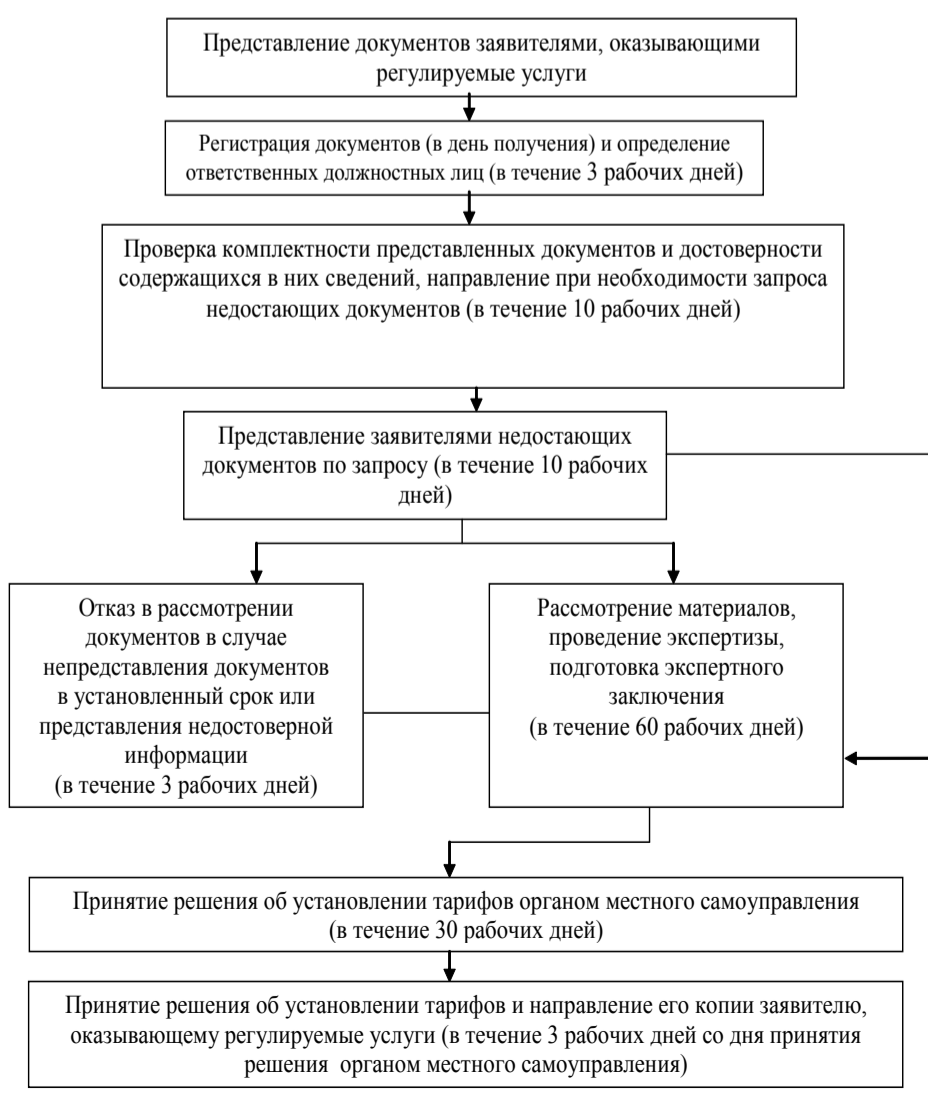 Представление документов заявителями, оказывающими
регулируемые услуги
Регистрация документов (в день получения) и определение
ответственных должностных лиц (в течение 3 рабочих дней)
Проверка комплектности представленных документов и достоверности
содержащихся в них сведений, направление при необходимости запроса
недостающих документов (в течение 10 рабочих дней)
Представление заявителями недостающих
документов по запросу (в течение 10 рабочих
дней)
Отказ в рассмотрении
документов в случае
непредставления документов
в установленный срок или
представления недостоверной
информации
(в течение 3 рабочих дней)
Рассмотрение материалов,
проведение экспертизы,
подготовка экспертного
заключения
(в течение 60 рабочих дней)
Принятие решения об установлении тарифов органом местного самоуправления
(в течение 30 рабочих дней)
Принятие решения об установлении тарифов и направление его копии заявителю,
оказывающему регулируемые услуги (в течение 3 рабочих дней со дня принятия
решения органом местного самоуправления)